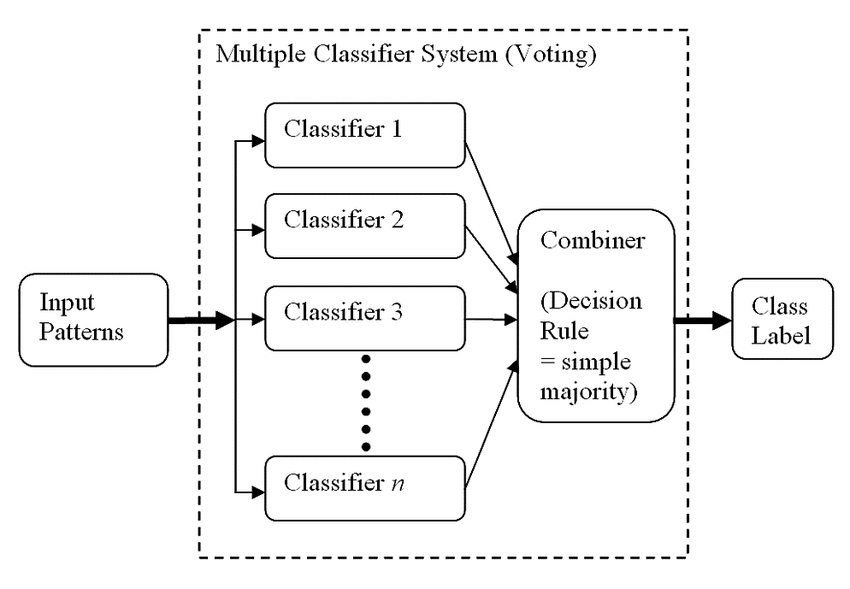 Multiple Classifier System (Voting)
Classifier 1
Classifier 2
Classifier 3
Classifier n
Input
Patterns
Combiner
(Decision
Rule
= simple
majority)
Class
Label